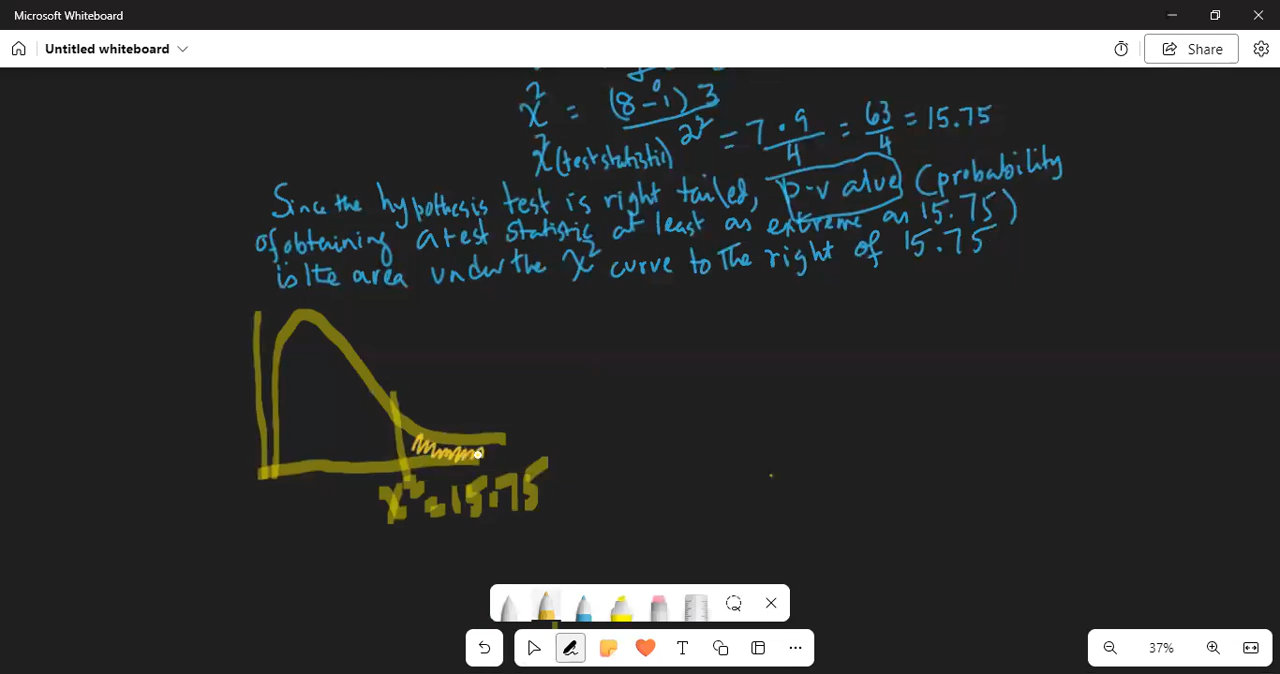 Microsoft Whiteboard
Untitled whiteboard
Share
χ² = (8-1) 3² / 2² = 7 · 9 / 4 = 63 / 4 = 15.75
χ² (test statistic)
Since the hypothesis test is right tailed, p-value (probability
of obtaining a test statistic at least as extreme as 15.75)
is the area under the χ² curve to the right of 15.75
χ² = 15.75
37%